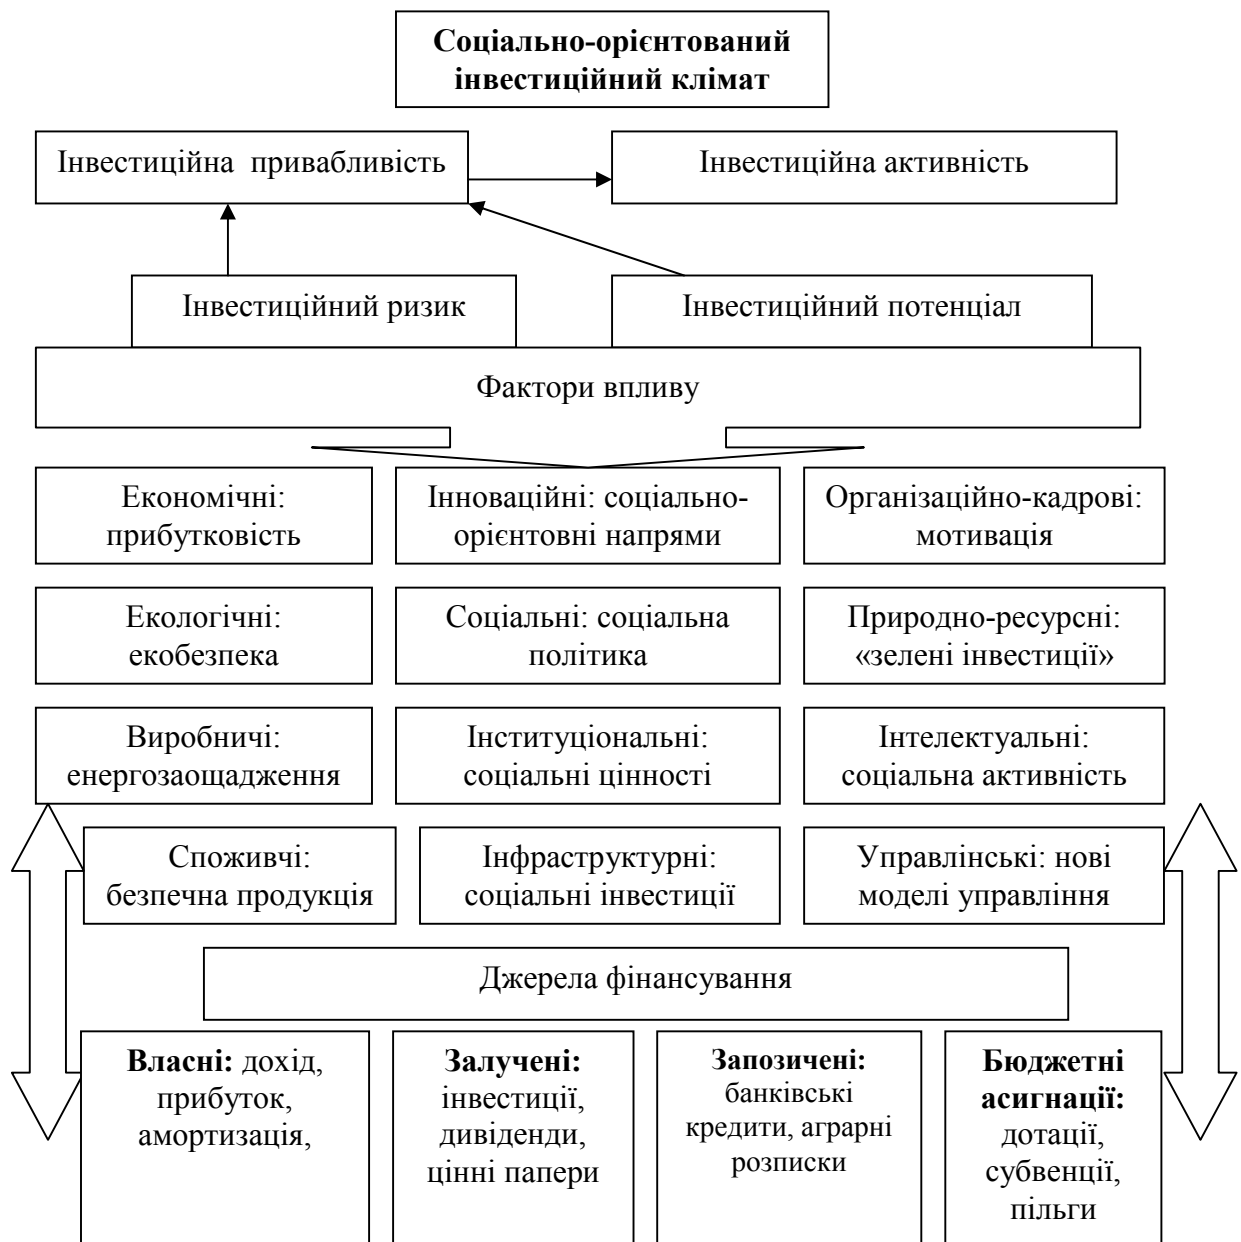 Соціально-орієнтований
інвестиційний клімат
Інвестиційна привабливість
Інвестиційна активність
Інвестиційний ризик
Інвестиційний потенціал
Фактори впливу
Економічні:
прибутковість
Інноваційні: соціально-
орієнтовні напрями
Організаційно-кадрові:
мотивація
Екологічні:
екобезпека
Соціальні: соціальна
політика
Природно-ресурсні:
«зелені інвестиції»
Виробничі:
енергозаощадження
Інституціональні:
соціальні цінності
Інтелектуальні:
соціальна активність
Споживчі:
безпечна продукція
Інфраструктурні:
соціальні інвестиції
Управлінські: нові
моделі управління
Джерела фінансування
Власні: дохід,
прибуток,
амортизація,
Залучені:
інвестиції,
дивіденди,
цінні папери
Запозичені:
банківські
кредити, аграрні
розписки
Бюджетні
асигнації:
дотації,
субвенції,
пільги